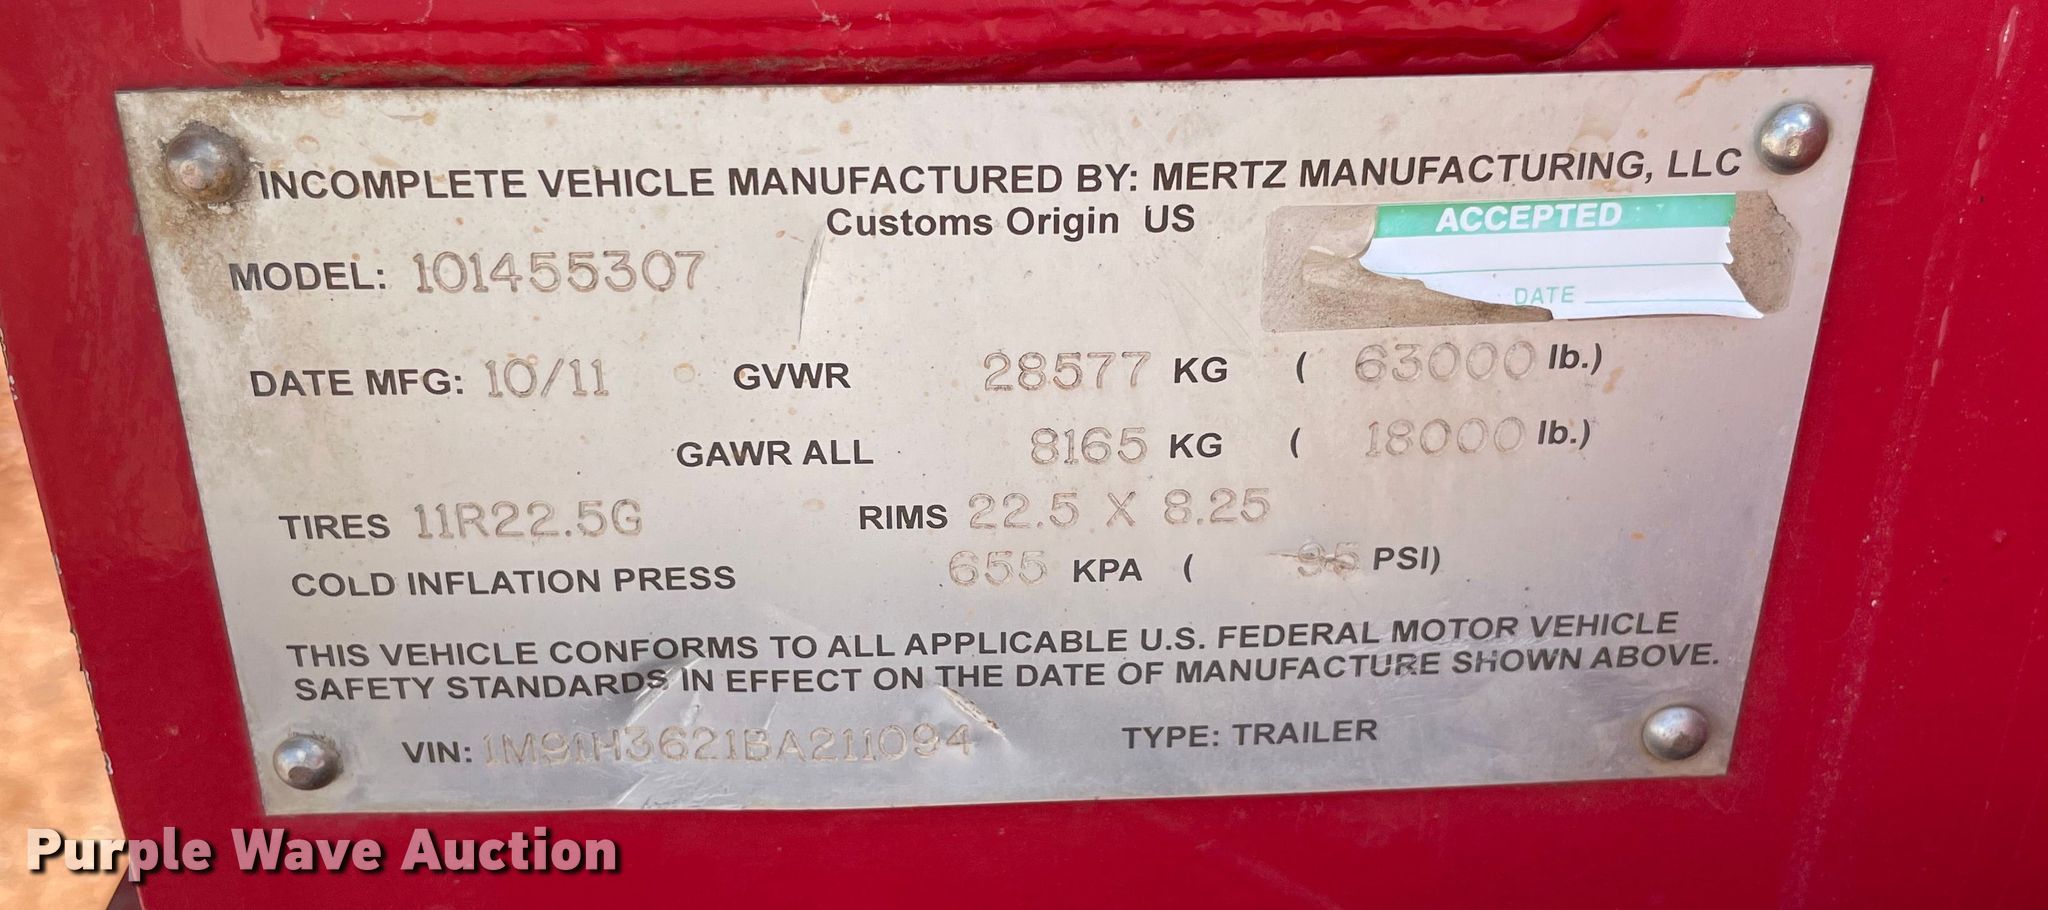 INCOMPLETE VEHICLE MANUFACTURED BY: MERTZ MANUFACTURING, LLC
Customs Origin US
ACCEPTED
DATE
MODEL: 101455307
DATE MFG: 10/11 GVWR 28577 KG ( 63000 lb.)
GAWR ALL 8165 KG ( 18000 lb.)
TIRES 11R22.5G RIMS 22.5 X 8.25
COLD INFLATION PRESS 655 KPA ( 95 PSI)
THIS VEHICLE CONFORMS TO ALL APPLICABLE U.S. FEDERAL MOTOR VEHICLE
SAFETY STANDARDS IN EFFECT ON THE DATE OF MANUFACTURE SHOWN ABOVE.
VIN: 1M91H3621BA211094 TYPE: TRAILER
Purple Wave Auction